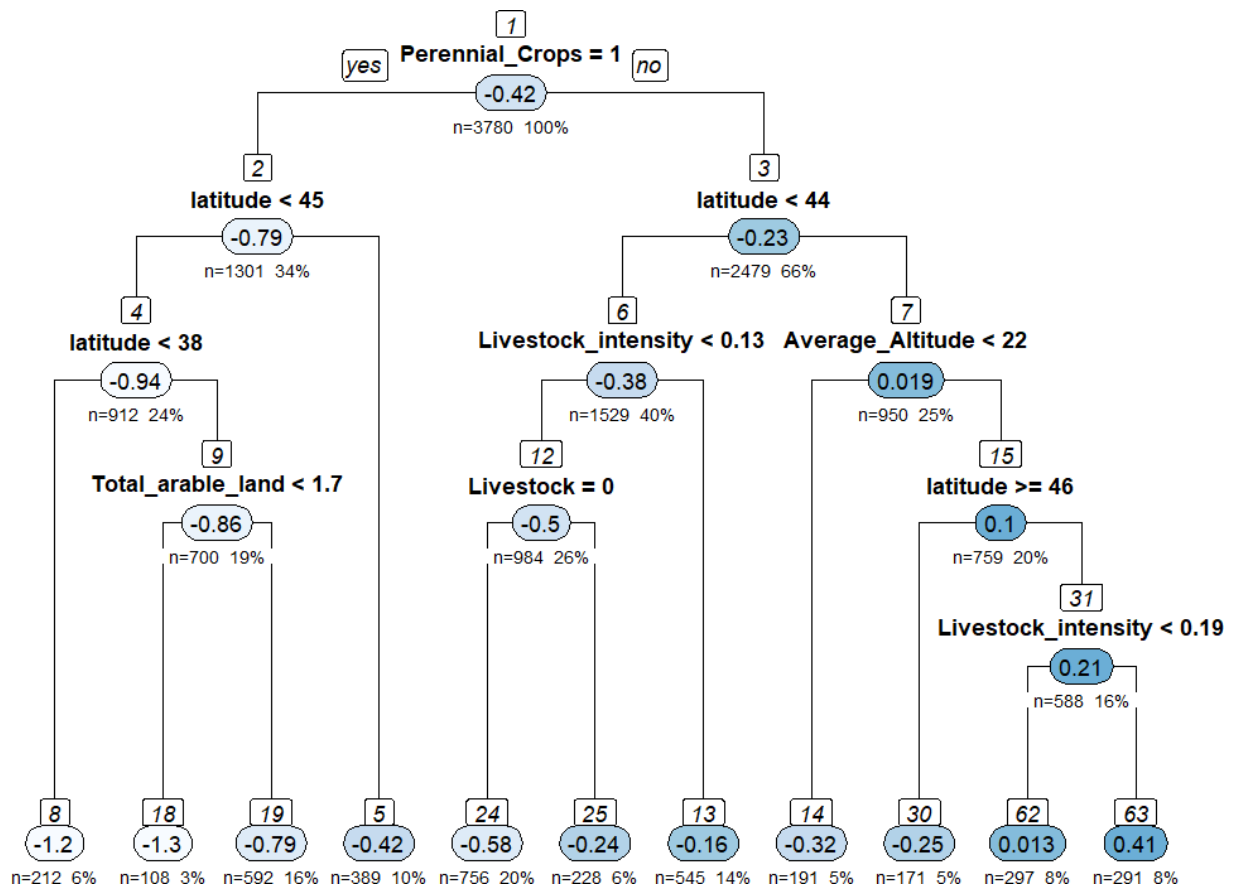 1
Perennial_Crops = 1
yes
no
-0.42
n=3780 100%
2
3
latitude < 45
latitude < 44
-0.79
-0.23
n=1301 34%
n=2479 66%
4
6
7
latitude < 38
Livestock_intensity < 0.13
Average_Altitude < 22
-0.94
-0.38
0.019
n=912 24%
n=1529 40%
n=950 25%
9
12
15
Total_arable_land < 1.7
Livestock = 0
latitude >= 46
-0.86
-0.5
0.1
n=700 19%
n=984 26%
n=759 20%
31
Livestock_intensity < 0.19
0.21
n=588 16%
8
18
19
5
24
25
13
14
30
62
63
-1.2
-1.3
-0.79
-0.42
-0.58
-0.24
-0.16
-0.32
-0.25
0.013
0.41
n=212 6%
n=108 3%
n=592 16%
n=389 10%
n=756 20%
n=228 6%
n=545 14%
n=191 5%
n=171 5%
n=297 8%
n=291 8%